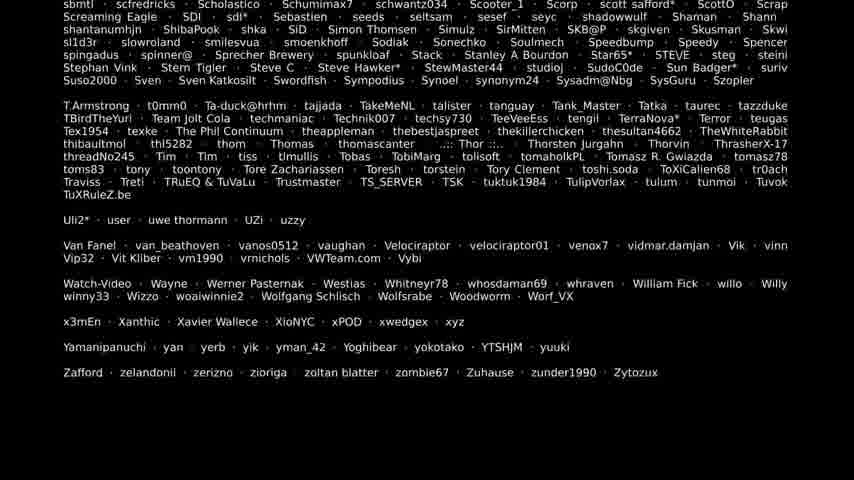 sbmtl · scfredricks · Scholastico · Schumimax7 · schwantz034 · Scooter_1 · Scorp · scott safford* · ScottO · Scrap
Screaming Eagle · SDI · sdl* · Sebastien · seeds · seltsam · sesef · seyc · shadowwulf · Shaman · Shann
shantanumhjn · ShibaPook · shka · SiD · Simon Thomsen · Simulz · SirMitten · SKB@P · skgiven · Skusman · Skwi
sl1d3r · slowroland · smilesvua · smoenkhoff · Sodiak · Sonechko · Soulmech · Speedbump · Speedy · Spencer
spingadus · spinner@ · Sprecher Brewery · spunkloaf · Stack · Stanley A Bourdon · Star65* · STE\/E · steg · steini
Stephan Vink · Stern Tigler · Steve C · Steve Hawker* · StewMaster44 · studioj · SudoC0de · Sun Badger* · suriv
Suso2000 · Sven · Sven Katkosilt · Swordfish · Sympodius · Synoel · synonym24 · Sysadm@Nbg · SysGuru · Szopler
T.Armstrong · t0mm0 · Ta-duck@hrhm · tajjada · TakeMeNL · talister · tanguay · Tank_Master · Tatka · taurec · tazzduke
TBirdTheYuri · Team Jolt Cola · techmaniac · Technik007 · techsy730 · TeeVeeEss · tengil · TerraNova* · Terror · teugas
Tex1954 · texke · The Phil Continuum · theappleman · thebestjaspreet · thekillerchicken · thesultan4662 · TheWhiteRabbit
thibaultmol · thl5282 · thom · Thomas · thomascanter · ..:: Thor ::.. · Thorsten Jurgahn · Thorvin · ThrasherX-17
threadNo245 · Tim · Tlm · tiss · tlmullis · Tobas · TobiMarg · tolisoft · tomaholkPL · Tomasz R. Gwiazda · tomasz78
toms83 · tony · toontony · Tore Zachariassen · Toresh · torstein · Tory Clement · toshi.soda · ToXiCalien68 · tr0ach
Traviss · Treti · TRuEQ & TuVaLu · Trustmaster · TS_SERVER · TSK · tuktuk1984 · TulipVorlax · tulum · tunmoi · Tuvok
TuXRuleZ.be
Uli2* · user · uwe thormann · UZi · uzzy
Van Fanel · van_beathoven · vanos0512 · vaughan · Velociraptor · velociraptor01 · venox7 · vidmar.damjan · Vik · vinn
Vip32 · Vit Kliber · vm1990 · vrnichols · VWTeam.com · Vybi
Watch-Video · Wayne · Werner Pasternak · Westias · Whitneyr78 · whosdaman69 · whraven · William Fick · willo · Willy
winny33 · Wizzo · woaiwinnie2 · Wolfgang Schlisch · Wolfsrabe · Woodworm · Worf_VX
x3mEn · Xanthic · Xavier Wallece · XioNYC · xPOD · xwedgex · xyz
Yamanipanuchi · yan · yerb · yik · yman_42 · Yoghibear · yokotako · YTSHJM · yuuki
Zafford · zelandonii · zerizno · zioriga · zoltan blatter · zombie67 · Zuhause · zunder1990 · Zytozux